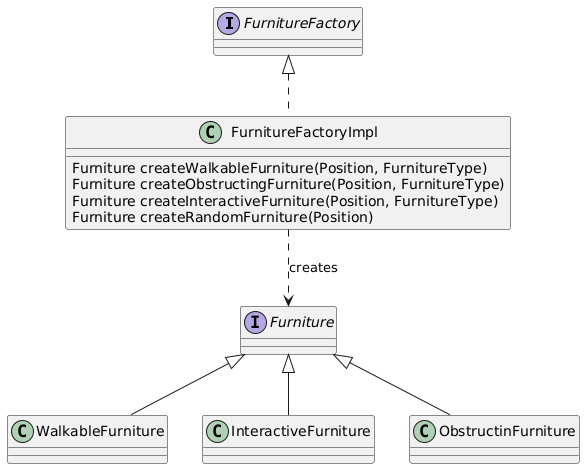 I FurnitureFactory
C FurnitureFactoryImpl
Furniture createWalkableFurniture(Position, FurnitureType)
Furniture createObstructingFurniture(Position, FurnitureType)
Furniture createInteractiveFurniture(Position, FurnitureType)
Furniture createRandomFurniture(Position)
creates
I Furniture
C WalkableFurniture
C InteractiveFurniture
C ObstructinFurniture